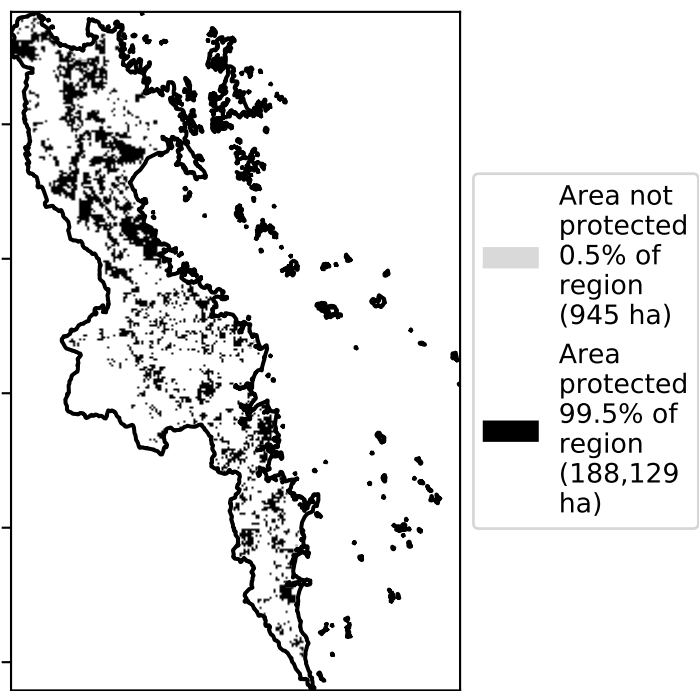 Area not
protected
0.5% of
region
(945 ha)
Area
protected
99.5% of
region
(188,129
ha)